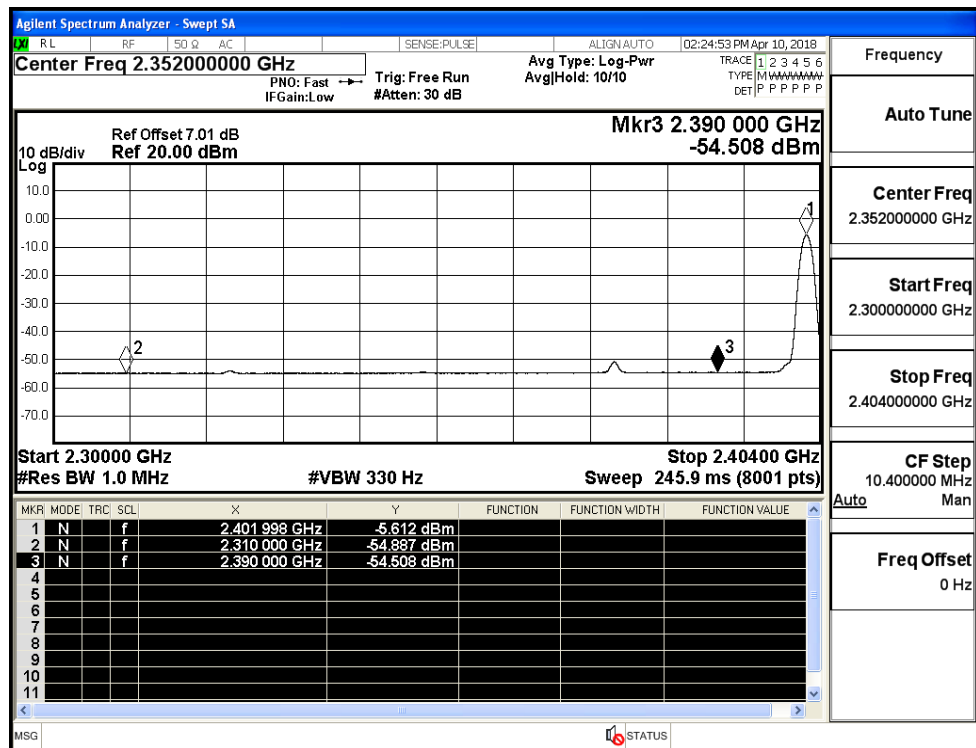 Agilent Spectrum Analyzer - Swept SA
LXI RL RF 50 Ω AC SENSE:PULSE ALIGN AUTO 02:24:53 PM Apr 10, 2018
Center Freq 2.352000000 GHz
PNO: Fast
IFGain:Low
Trig: Free Run
#Atten: 30 dB
Avg Type: Log-Pwr
Avg|Hold: 10/10
TRACE 1 2 3 4 5 6
TYPE M WWWWW
DET P P P P P P
Frequency
Auto Tune
Center Freq
2.352000000 GHz
Start Freq
2.300000000 GHz
Stop Freq
2.404000000 GHz
CF Step
10.400000 MHz
Auto Man
Freq Offset
0 Hz
Mkr3 2.390 000 GHz
-54.508 dBm
Ref Offset 7.01 dB
10 dB/div Ref 20.00 dBm
Log
10.0
0.00
-10.0
-20.0
-30.0
-40.0
-50.0
-60.0
-70.0
1
2
3
Start 2.30000 GHz Stop 2.40400 GHz
#Res BW 1.0 MHz #VBW 330 Hz Sweep 245.9 ms (8001 pts)
MKR MODE TRC SCL X Y FUNCTION FUNCTION WIDTH FUNCTION VALUE
1 N f 2.401 998 GHz -5.612 dBm
2 N f 2.310 000 GHz -54.887 dBm
3 N f 2.390 000 GHz -54.508 dBm
4
5
6
7
8
9
10
11
MSG STATUS